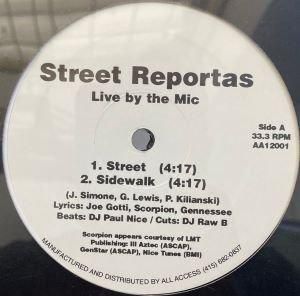 Street Reportas
Live by the Mic
Side A
33.3 RPM
AA12001
1. Street (4:17)
2. Sidewalk (4:17)
(J. Simone, G. Lewis, P. Kilianski)
Lyrics: Joe Gotti, Scorpion, Gennessee
Beats: DJ Paul Nice / Cuts: DJ Raw B
Scorpion appears courtesy of LMT
Publishing: Ill Aztec (ASCAP),
GenStar (ASCAP), Nice Tunes (BMI)
MANUFACTURED AND DISTRIBUTED BY ALL ACCESS (415) 682-0837